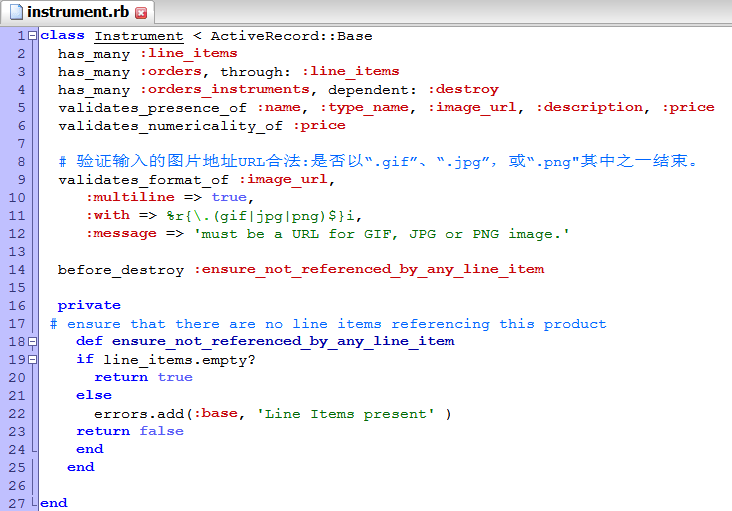 instrument.rb
1 class Instrument < ActiveRecord::Base
2   has_many :line_items
3   has_many :orders, through: :line_items
4   has_many :orders_instruments, dependent: :destroy
5   validates_presence_of :name, :type_name, :image_url, :description, :price
6   validates_numericality_of :price
7
8   # 验证输入的图片地址URL合法:是否以“.gif”、“.jpg”，或“.png"其中之一结束。
9   validates_format_of :image_url,
10      :multiline => true,
11      :with => %r{\.(gif|jpg|png)$}i,
12      :message => 'must be a URL for GIF, JPG or PNG image.'
13
14   before_destroy :ensure_not_referenced_by_any_line_item
15
16   private
17  # ensure that there are no line items referencing this product
18     def ensure_not_referenced_by_any_line_item
19     if line_items.empty?
20       return true
21     else
22       errors.add(:base, 'Line Items present' )
23     return false
24     end
25    end
26
27 end